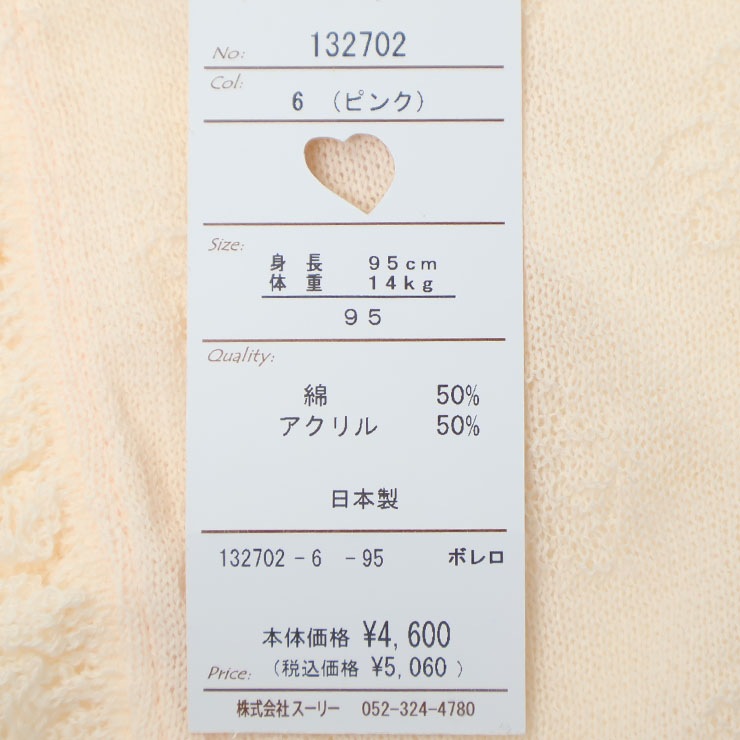 No: 132702
Col:
6 (ピンク)
Size:
身長 95cm
体重 14kg
95
Quality:
綿 50%
アクリル 50%
日本製
132702-6 -95 ボレロ
本体価格 ¥4,600
Price: (税込価格 ¥5,060)
株式会社スーリー 052-324-4780